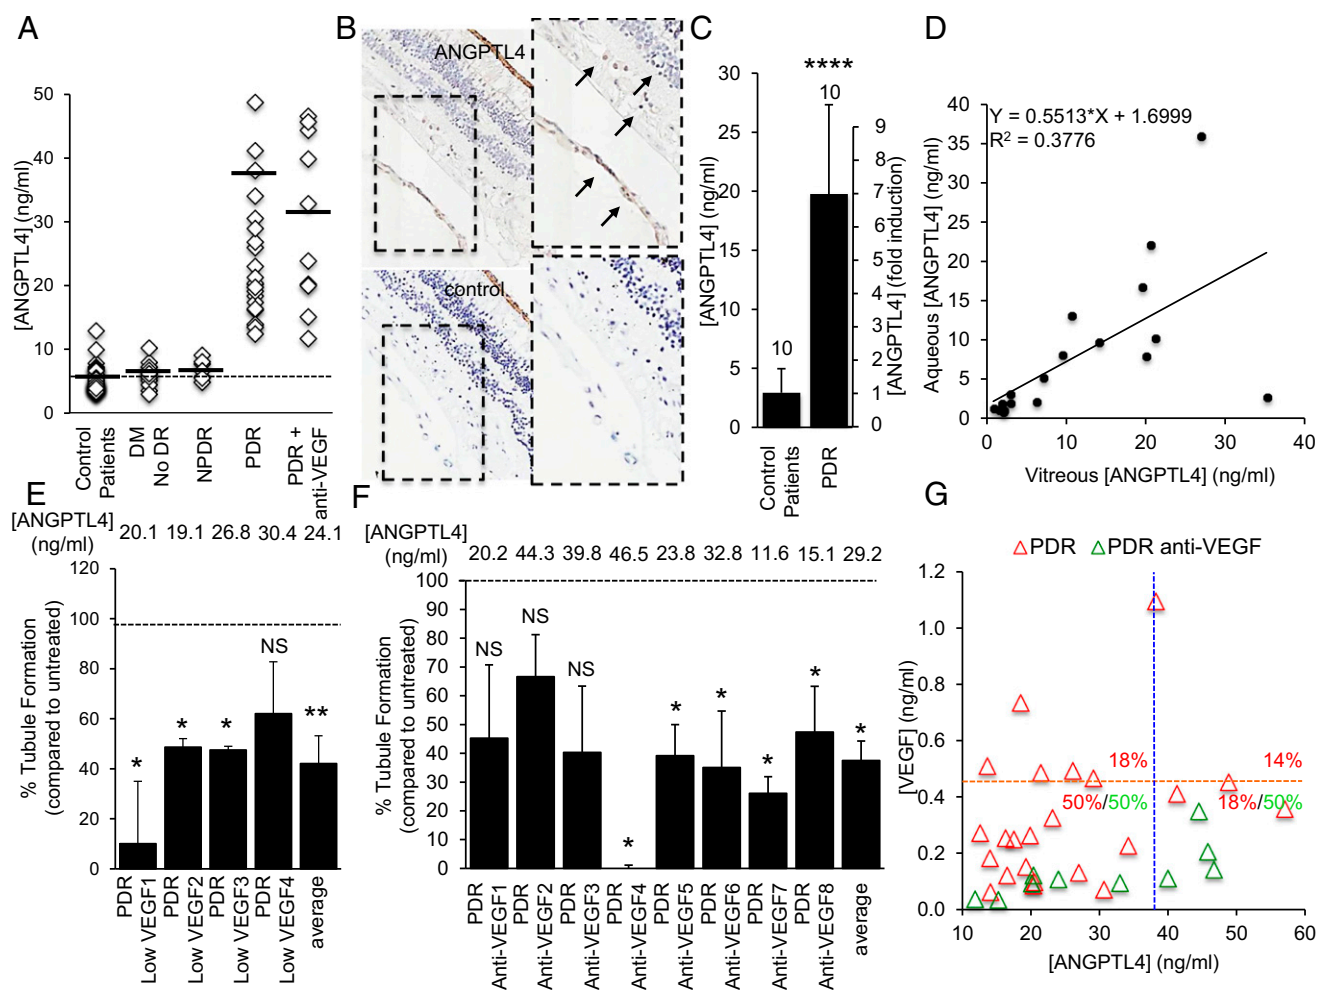 A
50
40
30
20
10
0
[ANGPTL4] (ng/ml)
Control Patients
DM No DR
NPDR
PDR
PDR + anti-VEGF
B
ANGPTL4
control
C
****
10
10
30
25
20
15
10
5
0
[ANGPTL4] (ng/ml)
9
8
7
6
5
4
3
2
1
0
[ANGPTL4] (fold induction)
Control Patients
PDR
D
Y = 0.5513*X + 1.6999
R² = 0.3776
40
35
30
25
20
15
10
5
0
Aqueous [ANGPTL4] (ng/ml)
0 10 20 30 40
Vitreous [ANGPTL4] (ng/ml)
E
[ANGPTL4] (ng/ml)
20.1 19.1 26.8 30.4 24.1
120
100
80
60
40
20
0
% Tubule Formation
(compared to untreated)
* * * NS **
PDR Low VEGF1
PDR Low VEGF2
PDR Low VEGF3
PDR Low VEGF4
average
F
[ANGPTL4] (ng/ml)
20.2 44.3 39.8 46.5 23.8 32.8 11.6 15.1 29.2
100
90
80
70
60
50
40
30
20
10
0
% Tubule Formation
(compared to untreated)
NS NS NS * * * * * *
PDR Anti-VEGF1
PDR Anti-VEGF2
PDR Anti-VEGF3
PDR Anti-VEGF4
PDR Anti-VEGF5
PDR Anti-VEGF6
PDR Anti-VEGF7
PDR Anti-VEGF8
average
G
PDR PDR anti-VEGF
1.2
1.0
0.8
0.6
0.4
0.2
0.0
[VEGF] (ng/ml)
18% 14%
50%/50% 18%/50%
10 20 30 40 50 60
[ANGPTL4] (ng/ml)